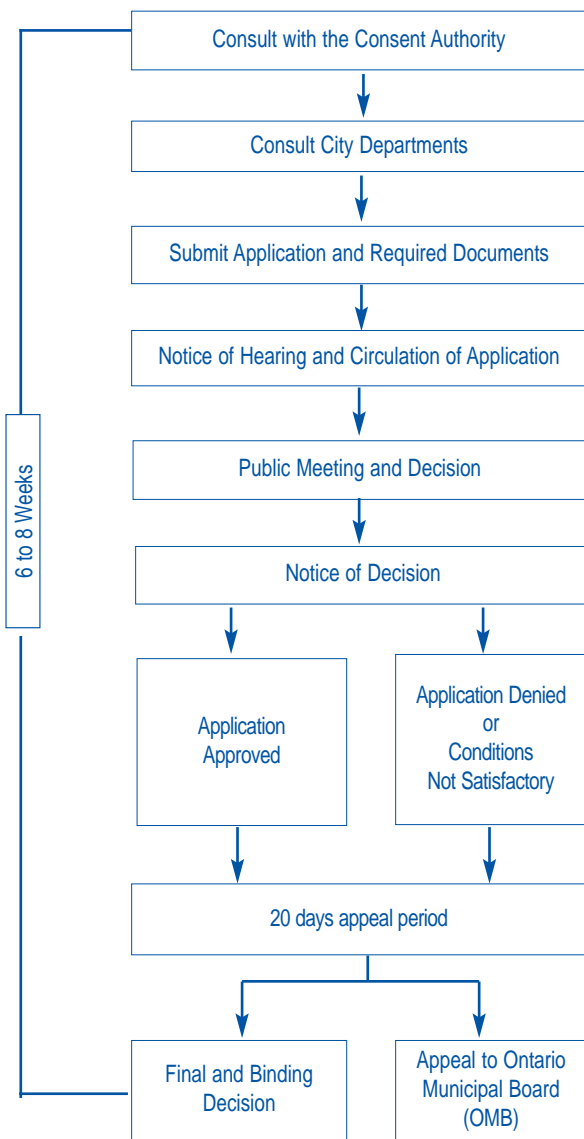 Consult with the Consent Authority
Consult City Departments
Submit Application and Required Documents
Notice of Hearing and Circulation of Application
Public Meeting and Decision
6 to 8 Weeks
Notice of Decision
Application
Approved
Application Denied
or
Conditions
Not Satisfactory
20 days appeal period
Final and Binding
Decision
Appeal to Ontario
Municipal Board
(OMB)